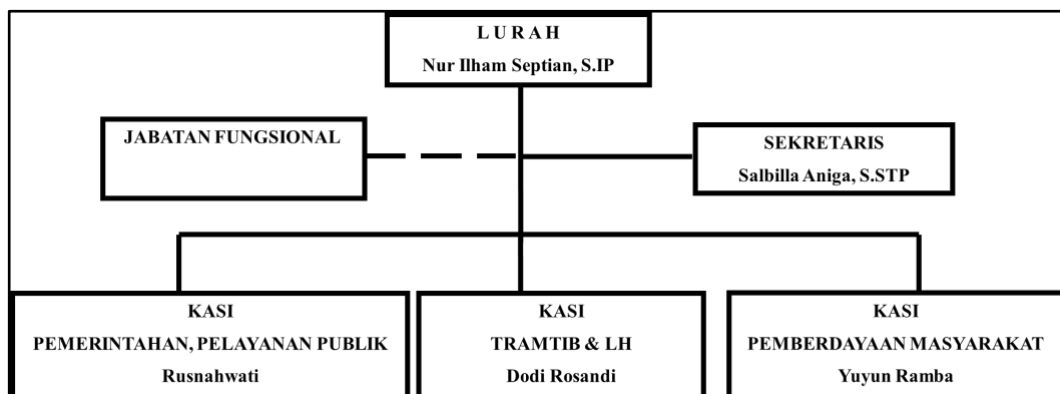 L U R A H
Nur Ilham Septian, S.IP
JABATAN FUNGSIONAL
SEKRETARIS
Salbilla Aniga, S.STP
KASI
PEMERINTAHAN, PELAYANAN PUBLIK
Rusnahwati
KASI
TRAMTIB & LH
Dodi Rosandi
KASI
PEMBERDAYAAN MASYARAKAT
Yuyun Ramba